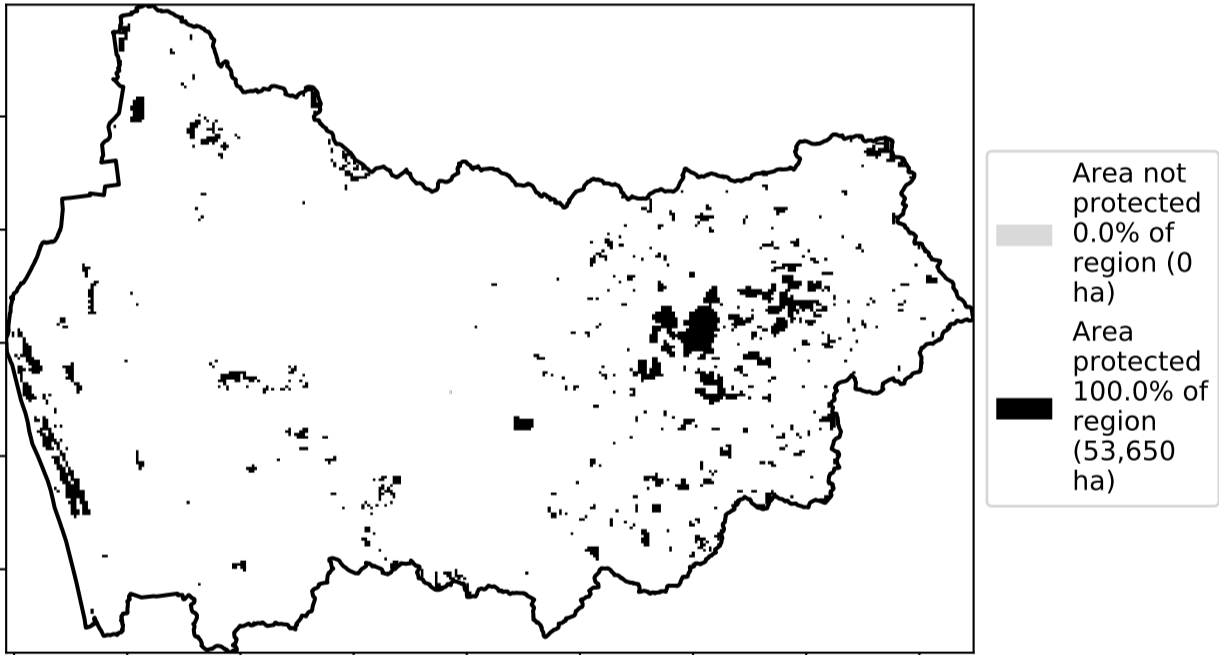 Area not
protected
0.0% of
region (0
ha)
Area
protected
100.0% of
region
(53,650
ha)